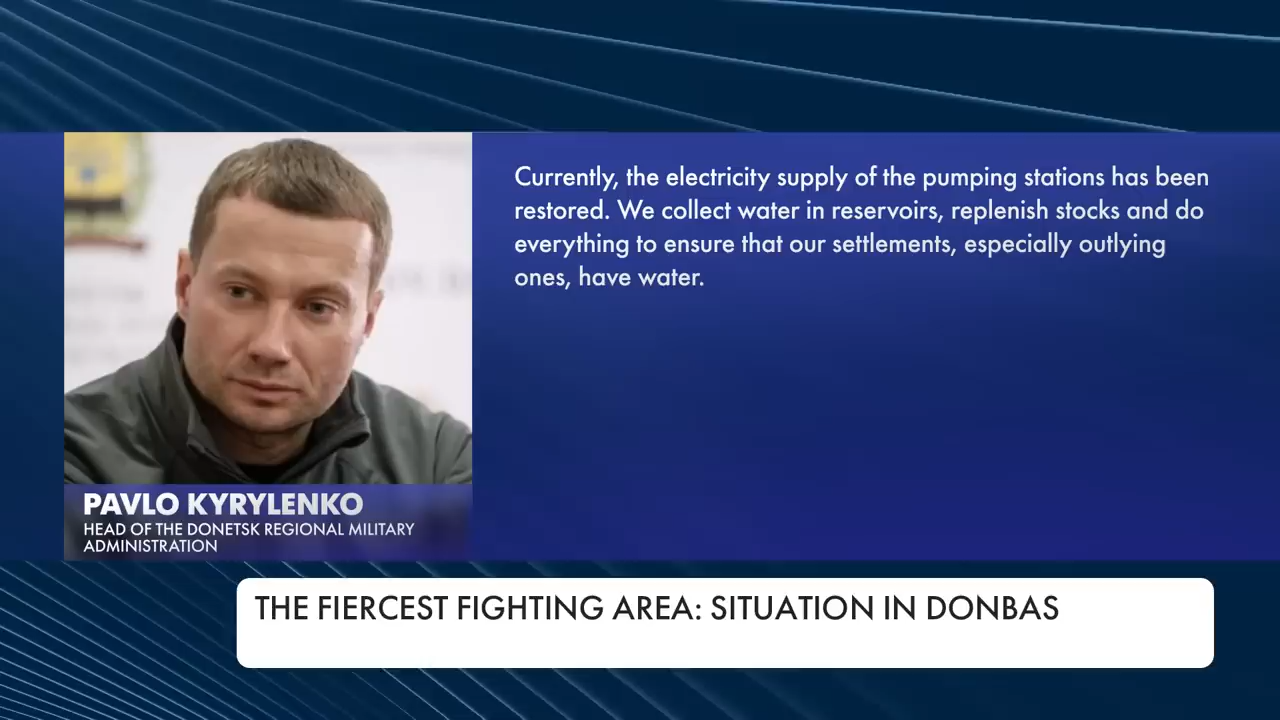 Currently, the electricity supply of the pumping stations has been
restored. We collect water in reservoirs, replenish stocks and do
everything to ensure that our settlements, especially outlying
ones, have water.
PAVLO KYRYLENKO
HEAD OF THE DONETSK REGIONAL MILITARY
ADMINISTRATION
THE FIERCEST FIGHTING AREA: SITUATION IN DONBAS